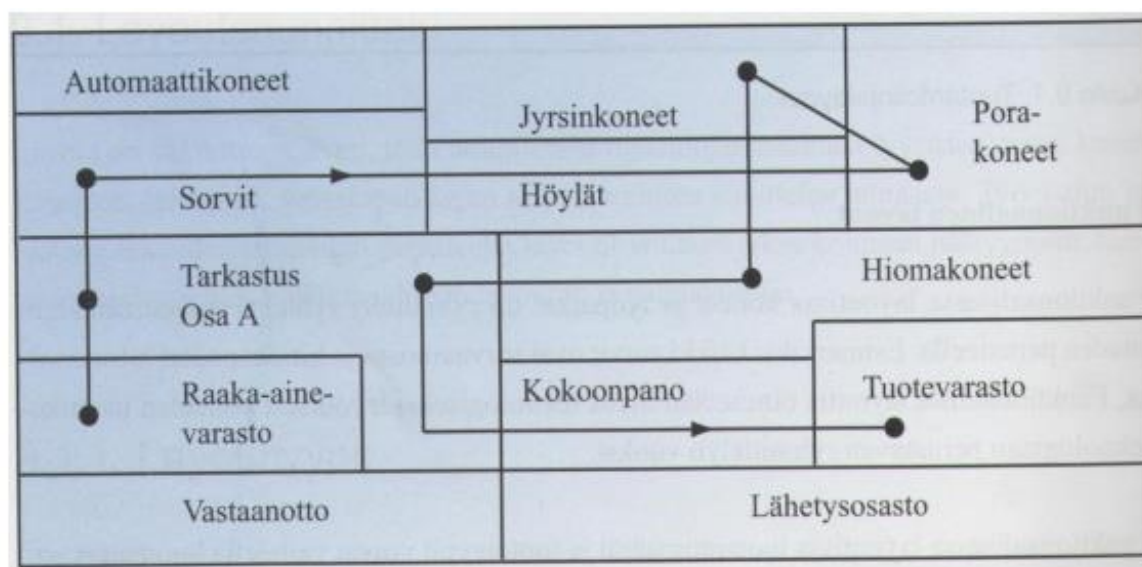 Automaattikoneet
Jyrsinkoneet
Pora-
koneet
Sorvit
Höylät
Tarkastus
Osa A
Hiomakoneet
Raaka-aine-
varasto
Kokoonpano
Tuotevarasto
Vastaanotto
Lähetysosasto